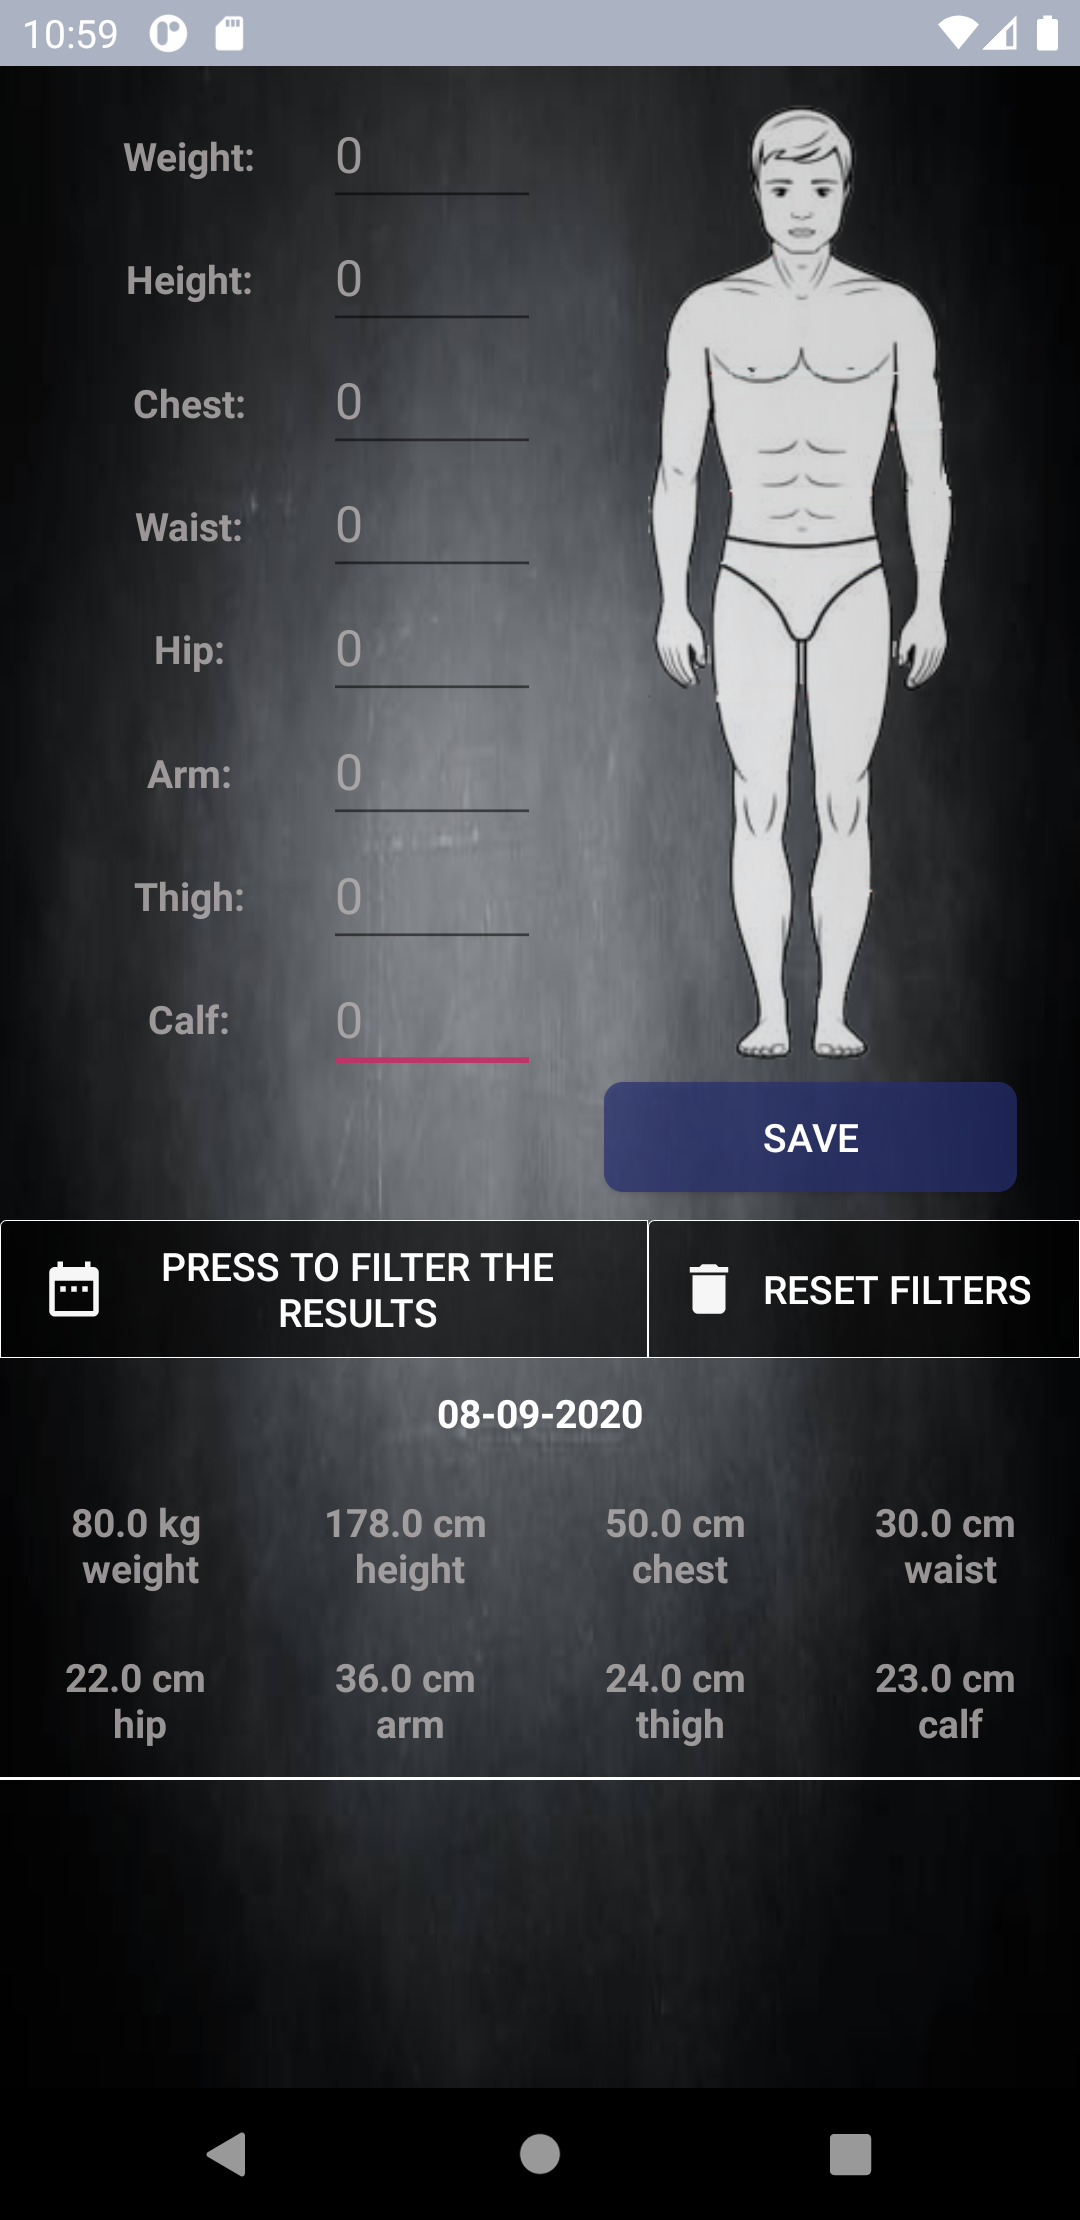 10:59
Weight: 0
Height: 0
Chest: 0
Waist: 0
Hip: 0
Arm: 0
Thigh: 0
Calf: 0
SAVE
PRESS TO FILTER THE
RESULTS
RESET FILTERS
08-09-2020
80.0 kg 178.0 cm 50.0 cm 30.0 cm
weight height chest waist
22.0 cm 36.0 cm 24.0 cm 23.0 cm
hip arm thigh calf